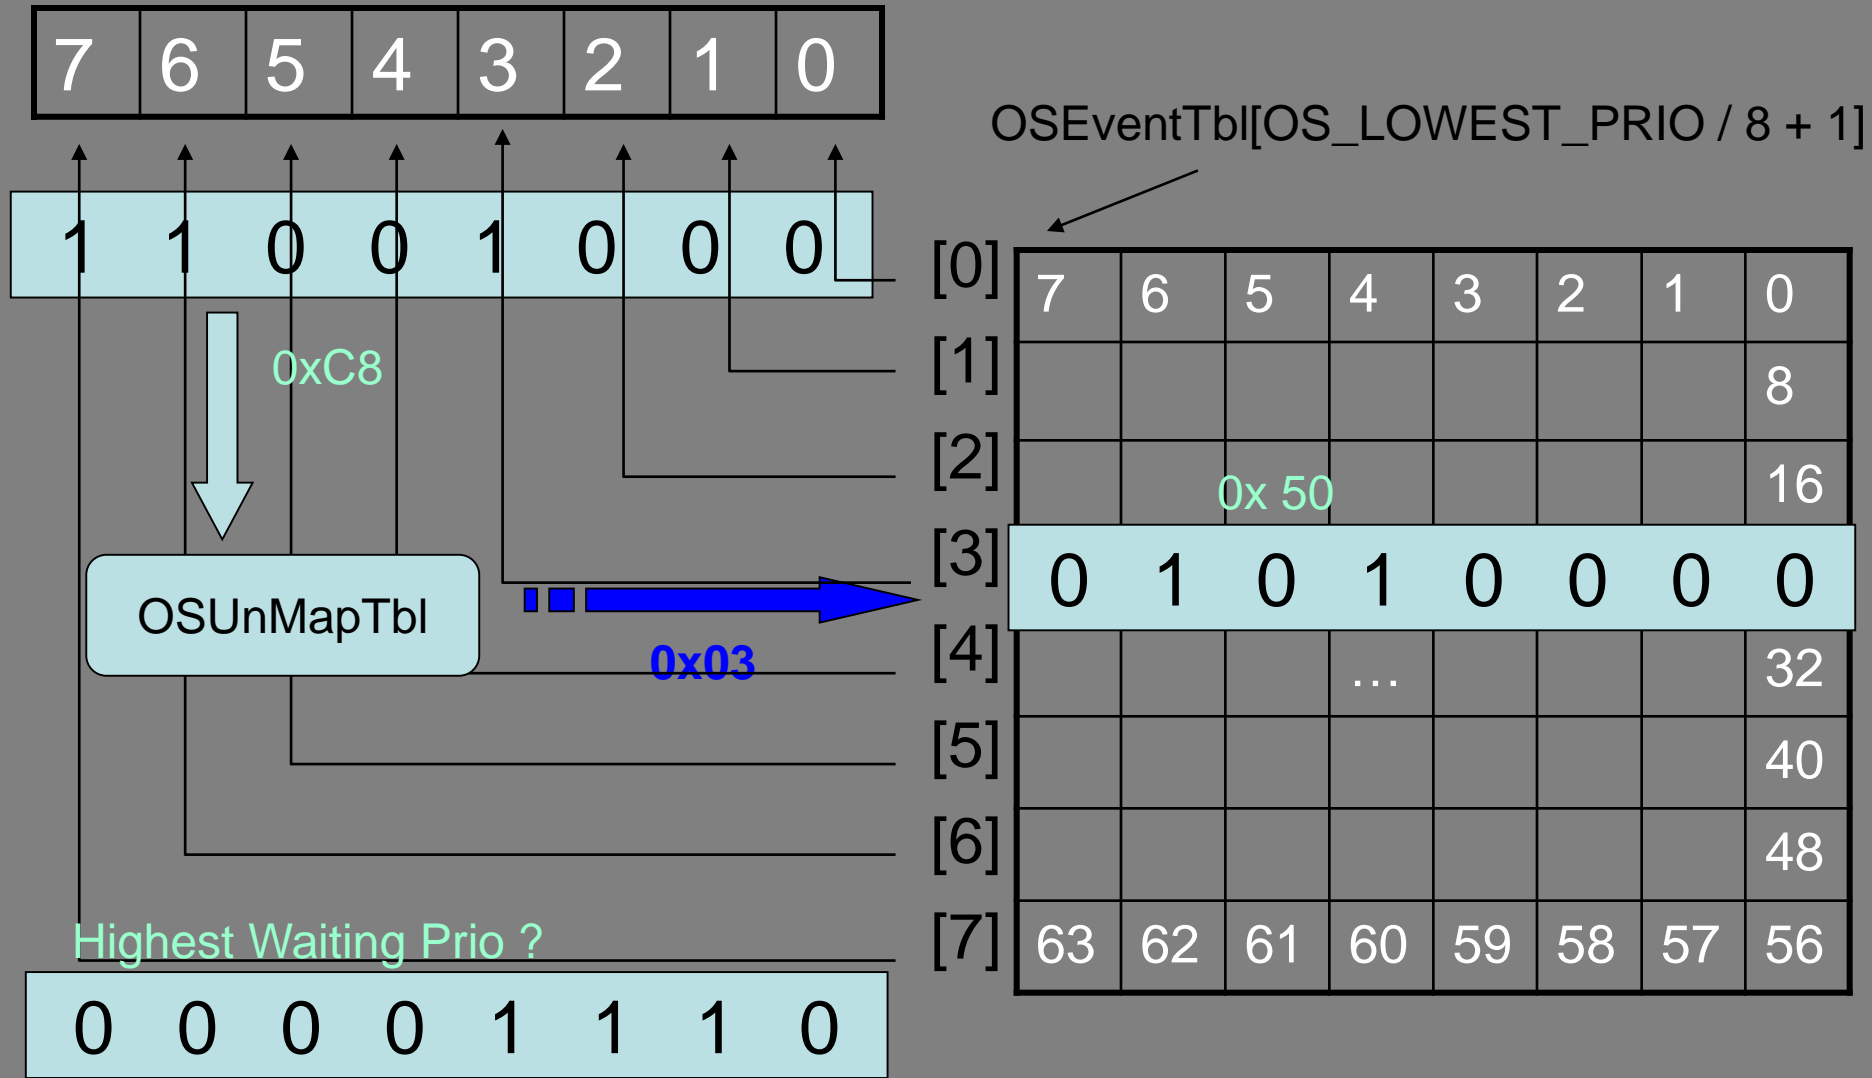 7 6 5 4 3 2 1 0
OSEventTbl[OS_LOWEST_PRIO / 8 + 1]
1 1 0 0 1 0 0 0
0xC8
OSUnMapTbl
0x03
[0] 7 6 5 4 3 2 1 0
[1] 8
[2] 16
0x 50
[3] 0 1 0 1 0 0 0 0
[4] … 32
[5] 40
[6] 48
[7] 63 62 61 60 59 58 57 56
Highest Waiting Prio ?
0 0 0 0 1 1 1 0